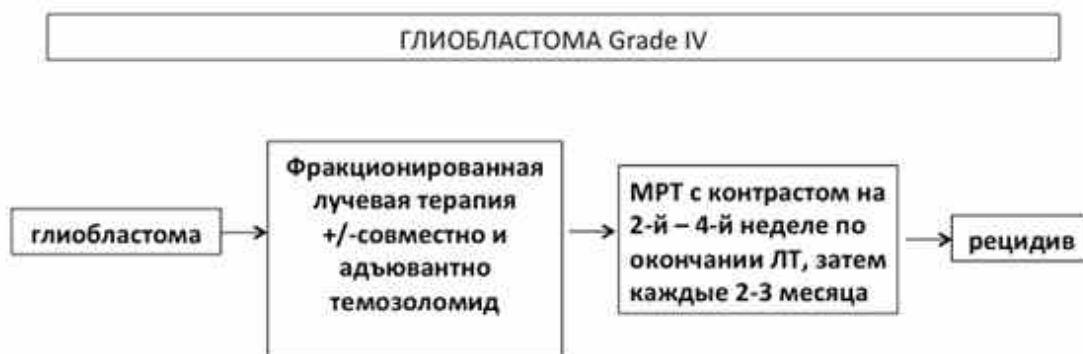 ГЛИОБЛАСТОМА Grade IV
глиобластома
Фракционированная
лучевая терапия
+/-совместно и
адъювантно
темозоломид
МРТ с контрастом на
2-й – 4-й неделе по
окончании ЛТ, затем
каждые 2-3 месяца
рецидив